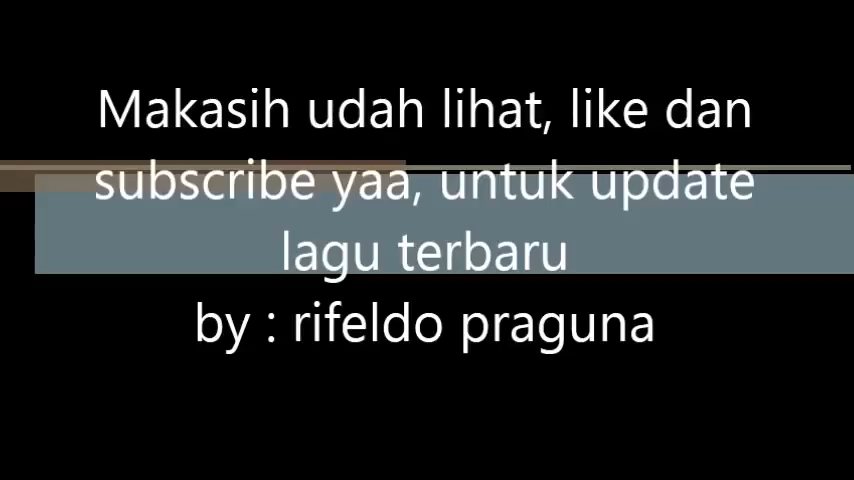 Makasih udah lihat, like dan
subscribe yaa, untuk update
lagu terbaru
by : rifeldo praguna